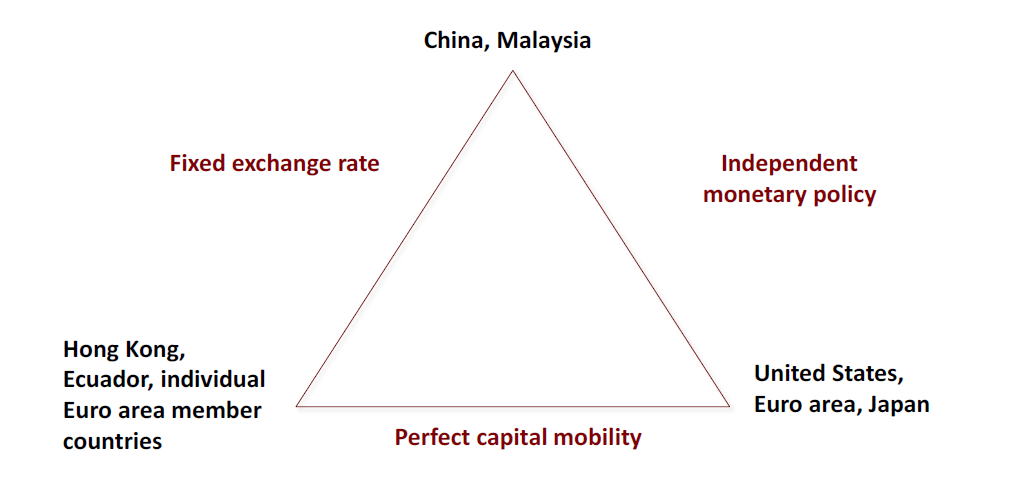 China, Malaysia
Fixed exchange rate
Independent
monetary policy
Hong Kong,
Ecuador, individual
Euro area member
countries
United States,
Euro area, Japan
Perfect capital mobility